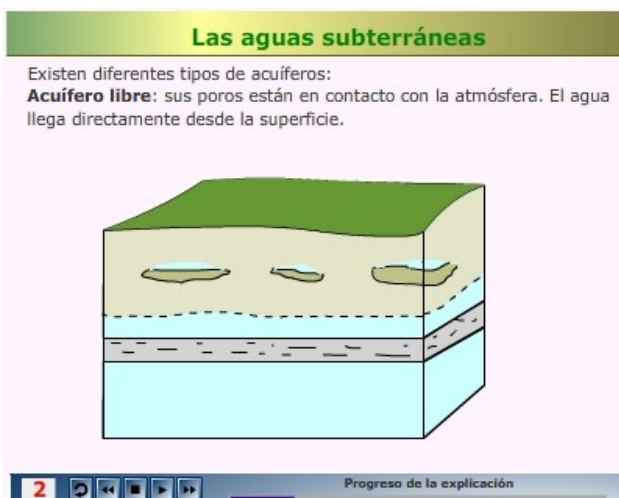 Las aguas subterráneas
Existen diferentes tipos de acuíferos:
Acuífero libre: sus poros están en contacto con la atmósfera. El agua
llega directamente desde la superficie.
2
Progreso de la explicación